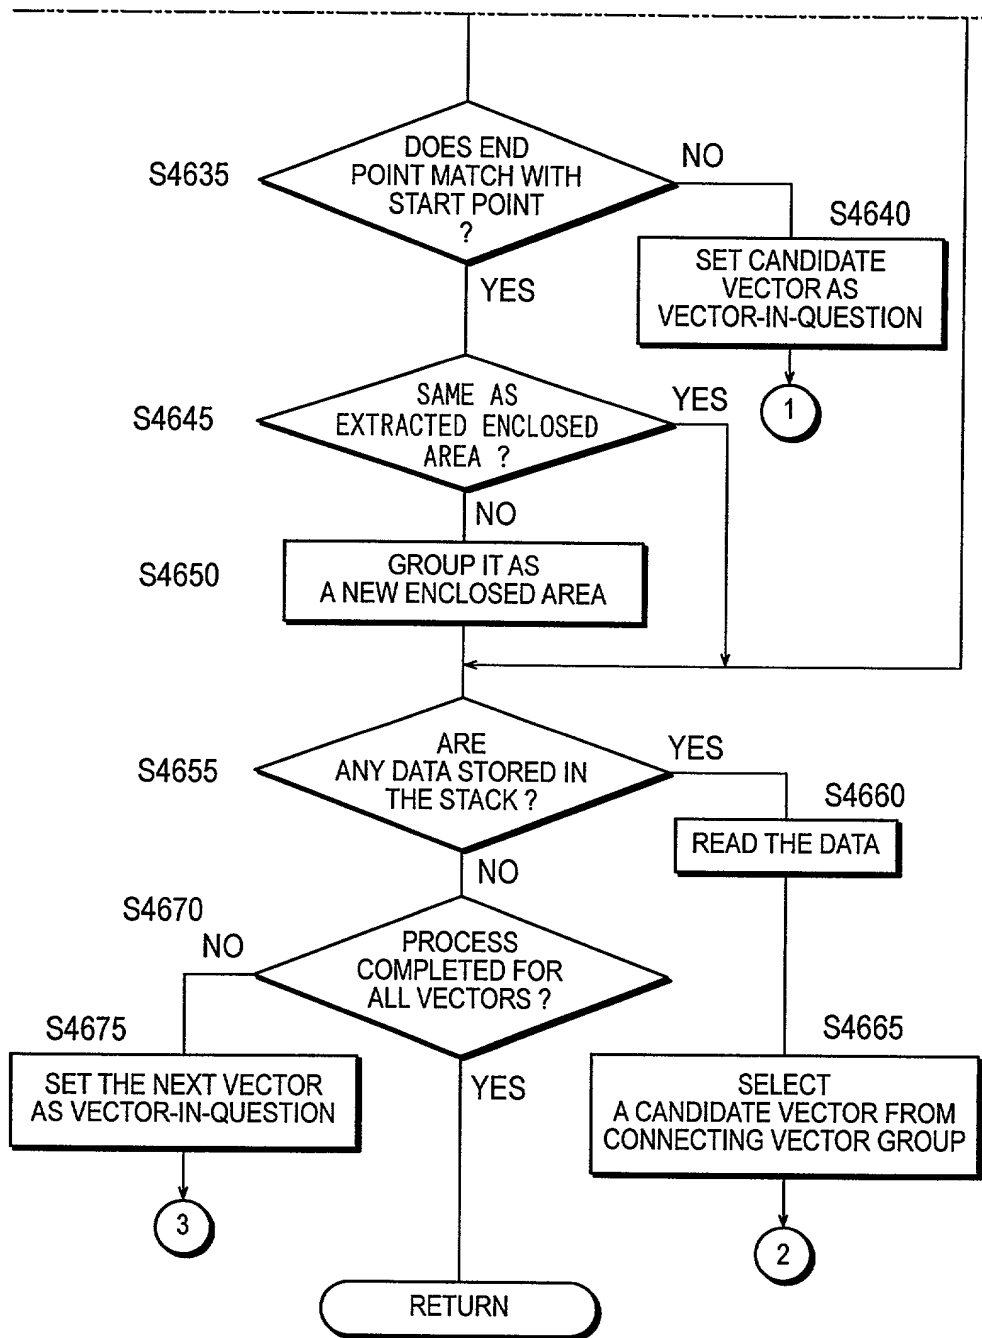 DOES END
POINT MATCH WITH
START POINT
?
S4635
NO
S4640
YES
SET CANDIDATE
VECTOR AS
VECTOR-IN-QUESTION
1
SAME AS
EXTRACTED ENCLOSED
AREA ?
S4645
YES
NO
S4650
GROUP IT AS
A NEW ENCLOSED AREA
ARE
ANY DATA STORED IN
THE STACK ?
S4655
YES
S4660
READ THE DATA
NO
S4670
NO
PROCESS
COMPLETED FOR
ALL VECTORS ?
S4675
SET THE NEXT VECTOR
AS VECTOR-IN-QUESTION
3
YES
S4665
SELECT
A CANDIDATE VECTOR FROM
CONNECTING VECTOR GROUP
2
RETURN